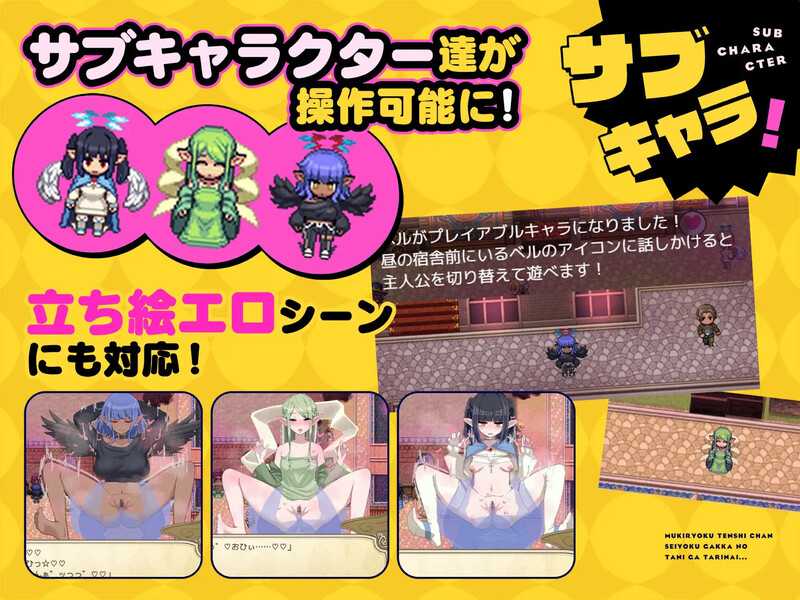 サブキャラクター達が
操作可能に!
サブ
キャラ!
SUB
CHARA
CTER
ルがプレイアブルキャラになりました!
昼の宿舎前にいるベルのアイコンに話しかけると
主人公を切り替えて遊べます!
立ち絵エロシーン
にも対応!
♡♡
ひっ☆♡♡
ッつつ゛♡♡」
♡おひぃ……♡♡」
MUKIRYOKU TENSHI CHAN
SEIYOKU GAKKA NO
TANI GA TARINAI...